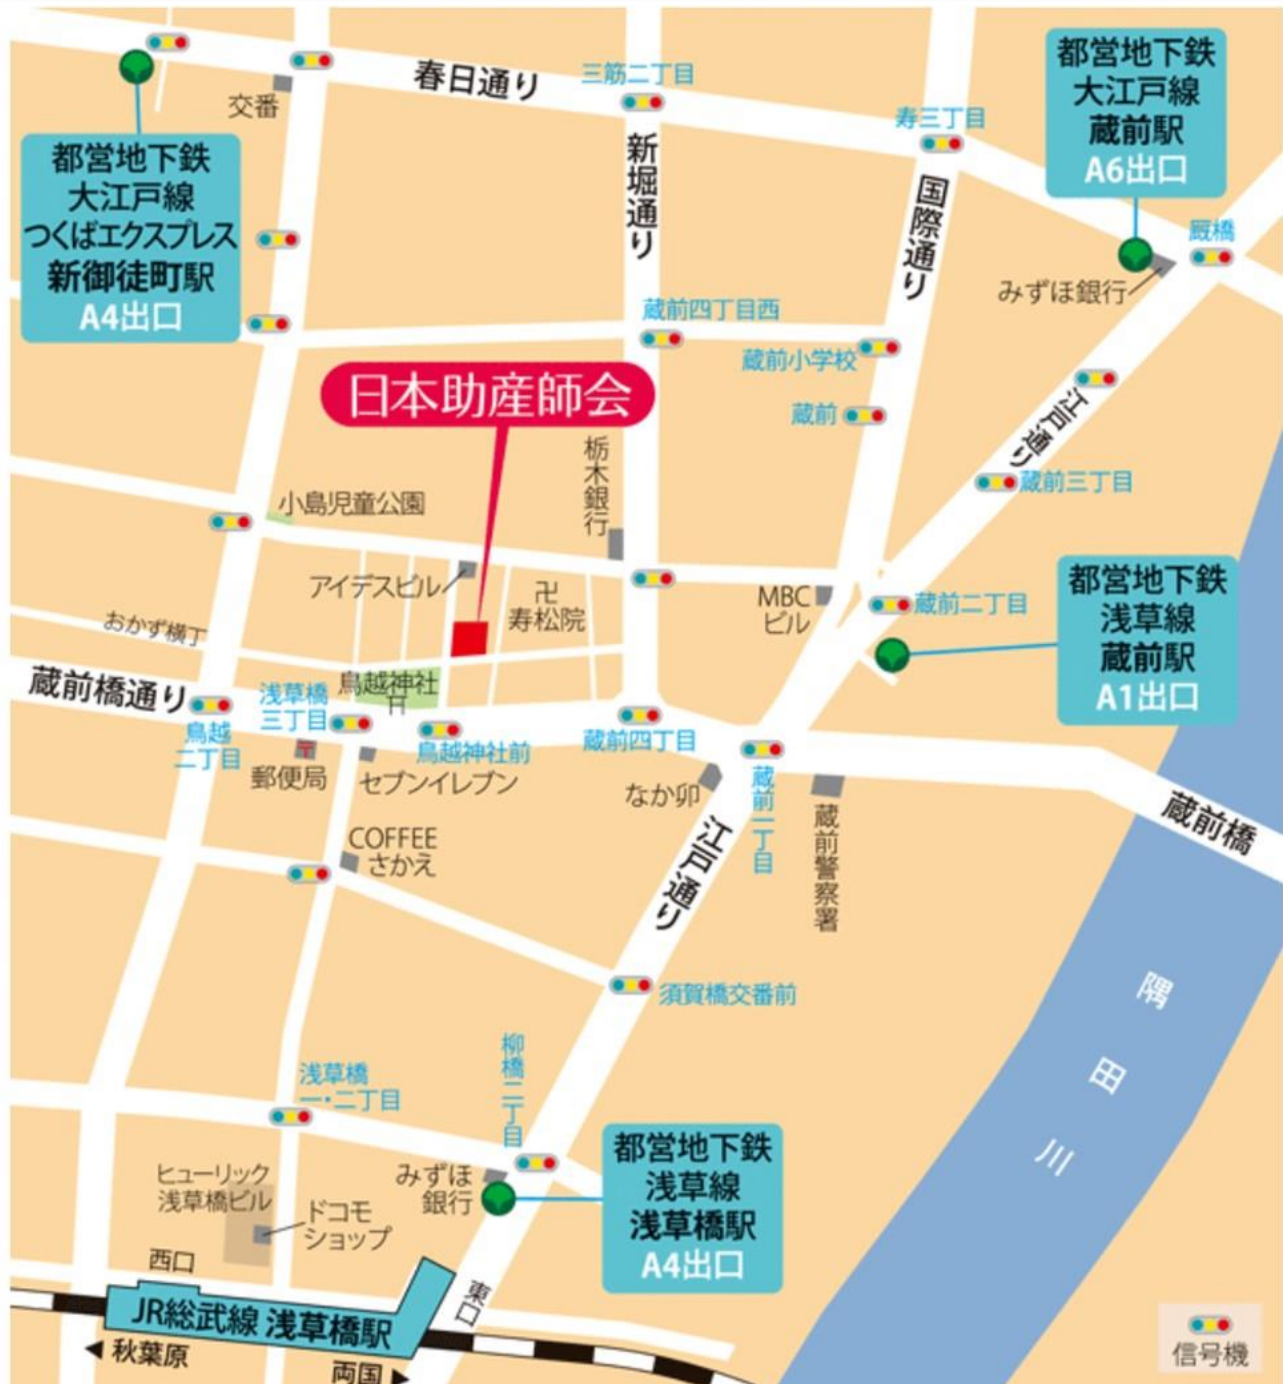 春日通り
三筋二丁目
交番
都営地下鉄
大江戸線
つくばエクスプレス
新御徒町駅
A4出口
新堀通り
寿三丁目
国際通り
都営地下鉄
大江戸線
蔵前駅
A6出口
厩橋
みずほ銀行
蔵前四丁目西
蔵前小学校
蔵前
江戸通り
蔵前三丁目
日本助産師会
栃木銀行
小島児童公園
アイデスビル
卍
寿松院
MBC
ビル
蔵前二丁目
都営地下鉄
浅草線
蔵前駅
A1出口
おかず横丁
蔵前橋通り
鳥越
二丁目
浅草橋
三丁目
鳥越神社
鳥越神社前
蔵前四丁目
〒
郵便局
セブンイレブン
なか卯
蔵前一丁目
蔵前警察署
蔵前橋
COFFEE
さかえ
江戸通り
須賀橋交番前
隅田川
浅草橋
一・二丁目
柳橋二丁目
都営地下鉄
浅草線
浅草橋駅
A4出口
みずほ
銀行
ヒューリック
浅草橋ビル
ドコモ
ショップ
西口
東口
JR総武線 浅草橋駅
◀ 秋葉原
両国 ▶
信号機